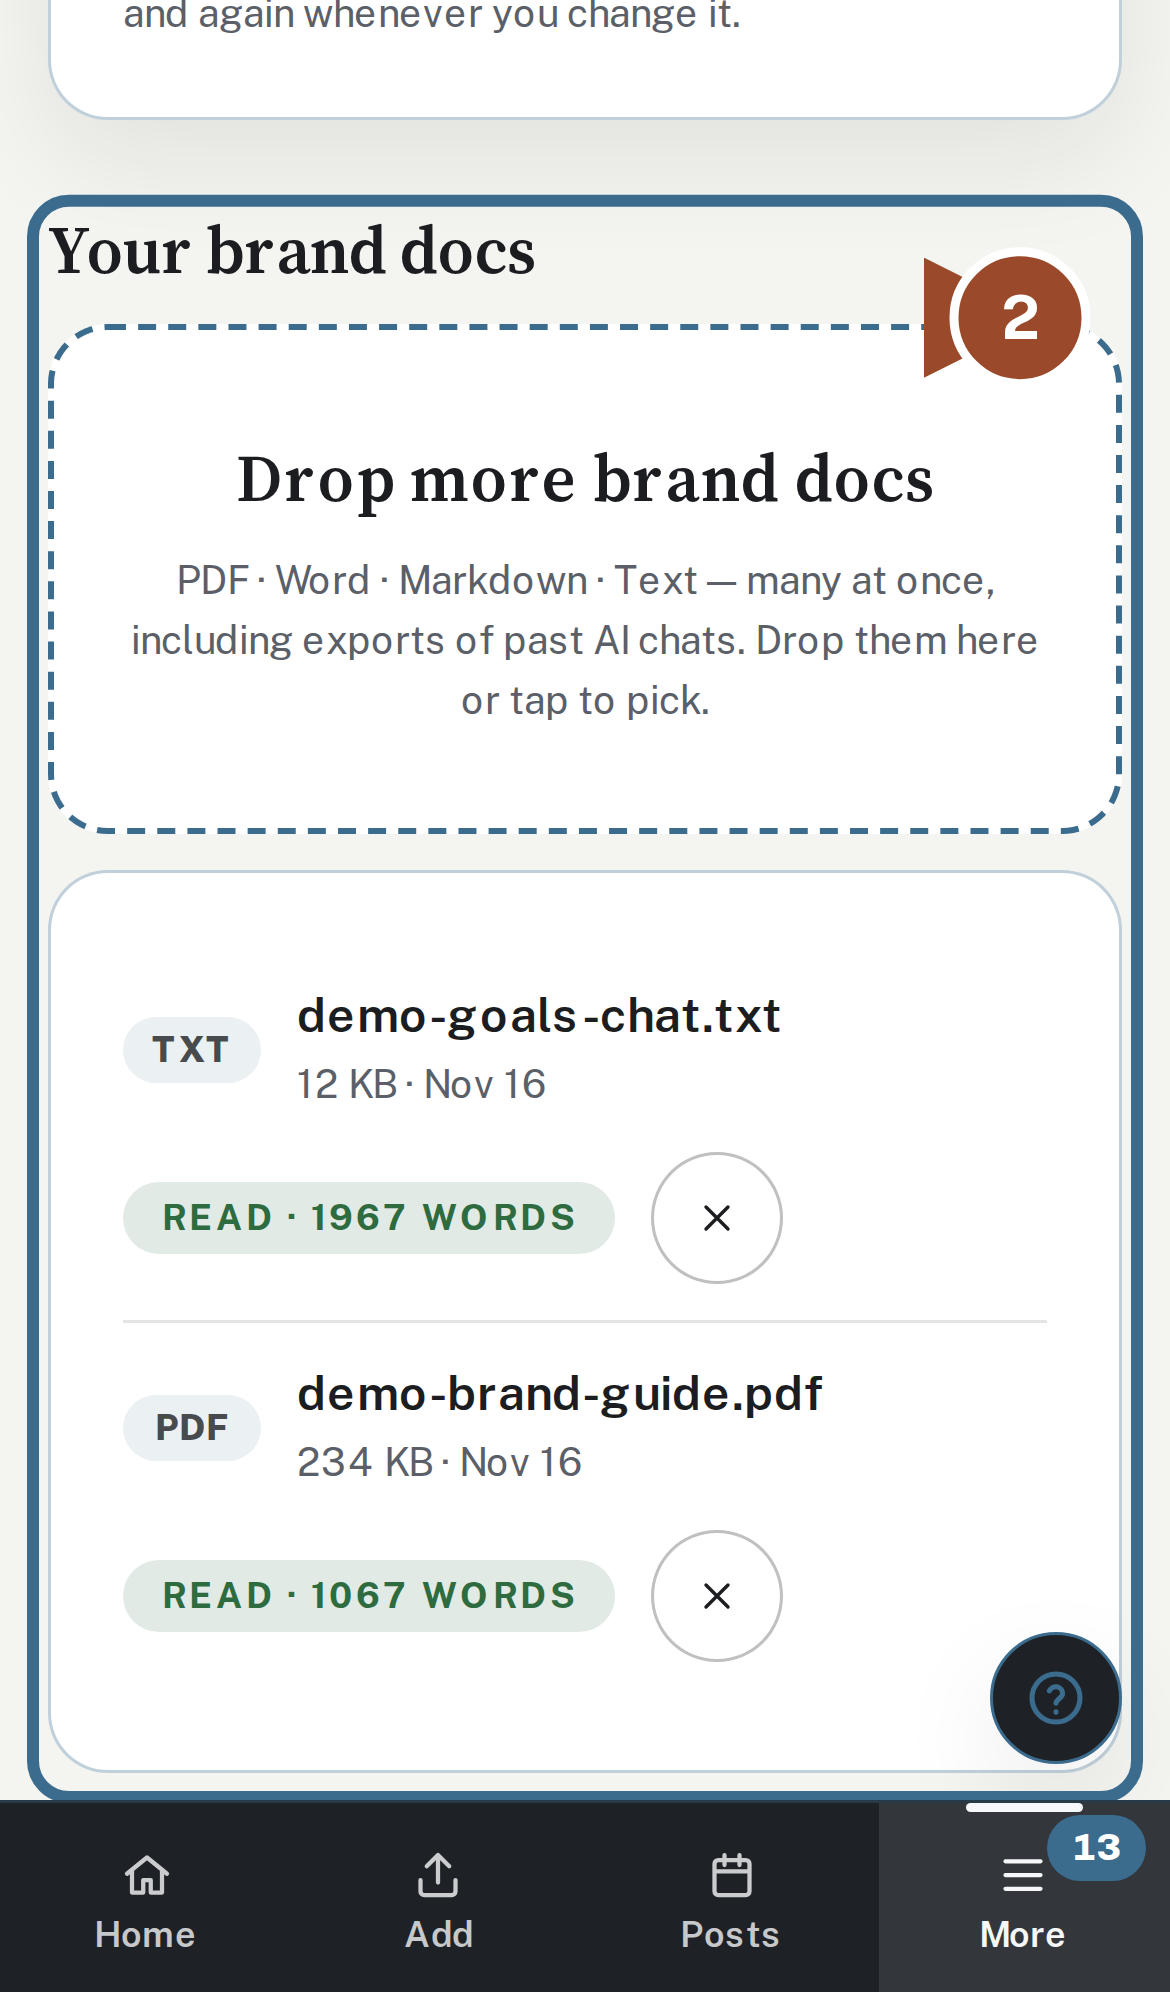 and again whenever you change it.
Your brand docs
2
Drop more brand docs
PDF · Word · Markdown · Text — many at once,
including exports of past AI chats. Drop them here
or tap to pick.
TXT
demo-goals-chat.txt
12 KB · Nov 16
READ · 1967 WORDS
PDF
demo-brand-guide.pdf
234 KB · Nov 16
READ · 1067 WORDS
13
Home
Add
Posts
More